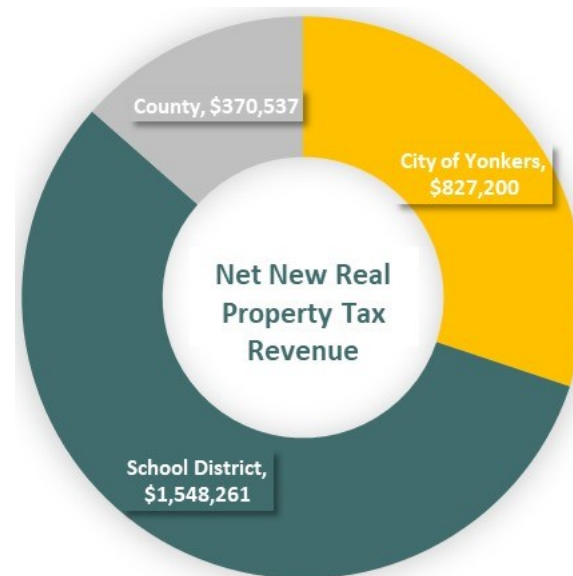 County, $370,537
City of Yonkers,
$827,200
Net New Real
Property Tax
Revenue
School District,
$1,548,261